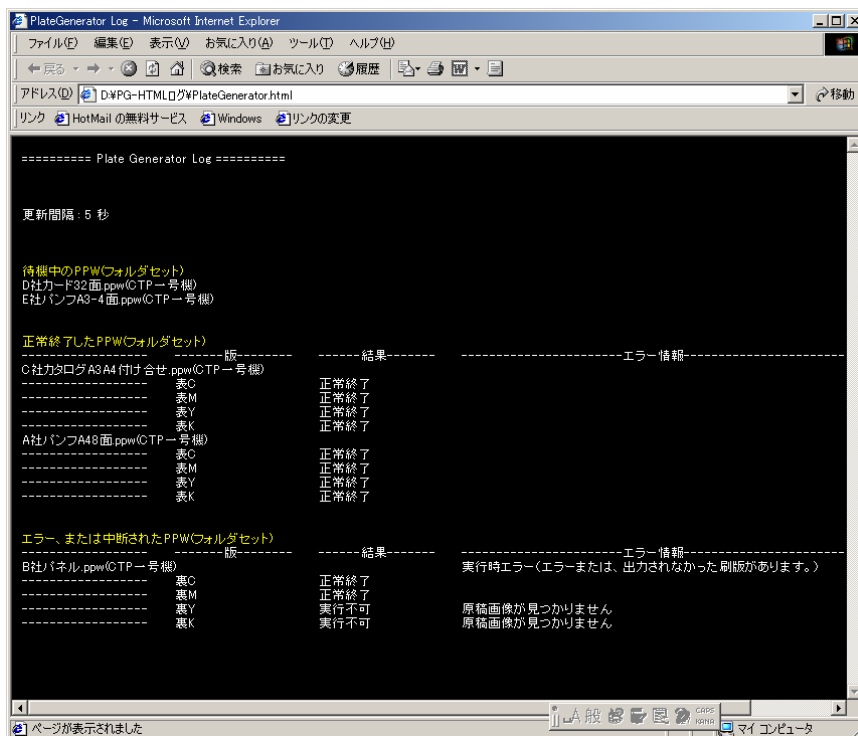 PlateGenerator Log - Microsoft Internet Explorer
ファイル(F) 編集(E) 表示(V) お気に入り(A) ツール(T) ヘルプ(H)
戻る 検索 お気に入り 履歴
アドレス(D) D:¥PG-HTMLログ¥PlateGenerator.html 移動
リンク HotMail の無料サービス Windows リンクの変更
========== Plate Generator Log ==========
更新間隔 : 5 秒
待機中のPPW(フォルダセット)
D社カード32面.ppw(CTP一号機)
E社パンフA3-4面.ppw(CTP一号機)
正常終了したPPW(フォルダセット)
------------------ -------版------- ------結果------- -----------------------エラー情報-----------------------
C社カタログA3A4付け合せ.ppw(CTP一号機)
------------------ 表C 正常終了
------------------ 表M 正常終了
------------------ 表Y 正常終了
------------------ 表K 正常終了
A社パンフA48面.ppw(CTP一号機)
------------------ 表C 正常終了
------------------ 表M 正常終了
------------------ 表Y 正常終了
------------------ 表K 正常終了
エラー、または中断されたPPW(フォルダセット)
------------------ -------版------- ------結果------- -----------------------エラー情報-----------------------
B社パネル.ppw(CTP一号機) 実行時エラー(エラーまたは、出力されなかった刷版があります。)
------------------ 裏C 正常終了
------------------ 裏M 正常終了
------------------ 裏Y 実行不可 原稿画像が見つかりません
------------------ 裏K 実行不可 原稿画像が見つかりません
A 般 CAPS
KANA
ページが表示されました マイ コンピュータ